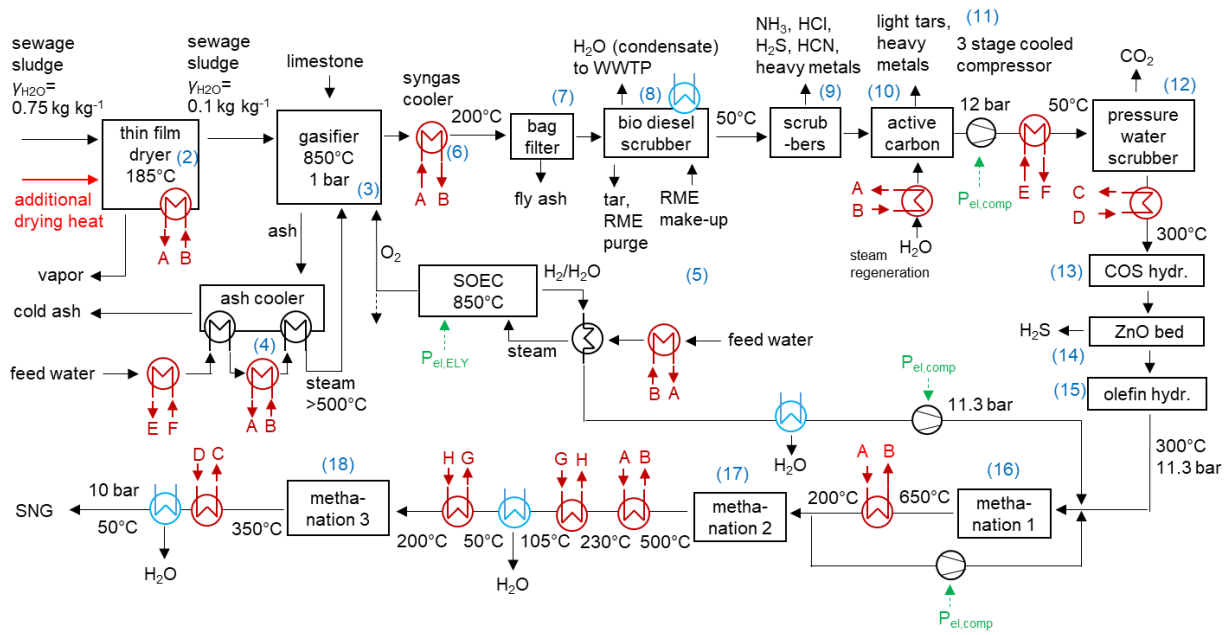 sewage
sludge
γH2O=
0.75 kg kg-1
sewage
sludge
γH2O=
0.1 kg kg-1
thin film
dryer
185°C
(2)
additional
drying heat
A
B
vapor
limestone
gasifier
850°C
1 bar
(3)
ash
O2
syngas
cooler
200°C
(6)
A
B
(7)
bag
filter
fly ash
H2O (condensate)
to WWTP
(8)
bio diesel
scrubber
50°C
tar,
RME
purge
RME
make-up
NH3, HCl,
H2S, HCN,
heavy metals
(9)
scrub
-bers
light tars,
heavy
metals
(10)
active
carbon
A
B
H2O
steam
regeneration
(11)
3 stage cooled
compressor
12 bar
Pel,comp
50°C
E
F
CO2
(12)
pressure
water
scrubber
C
D
300°C
(13)
COS hydr.
H2S
ZnO bed
(14)
(15)
olefin hydr.
300°C
11.3 bar
cold ash
ash cooler
(4)
feed water
E
F
A
B
steam
>500°C
SOEC
850°C
H2/H2O
(5)
Pel,ELY
steam
feed water
B
A
H2O
Pel,comp
11.3 bar
(16)
metha-
nation 1
650°C
200°C
A
B
Pel,comp
(17)
metha-
nation 2
500°C
A
B
230°C
G
H
105°C
H2O
50°C
H
G
200°C
(18)
metha-
nation 3
350°C
D
C
H2O
10 bar
50°C
SNG